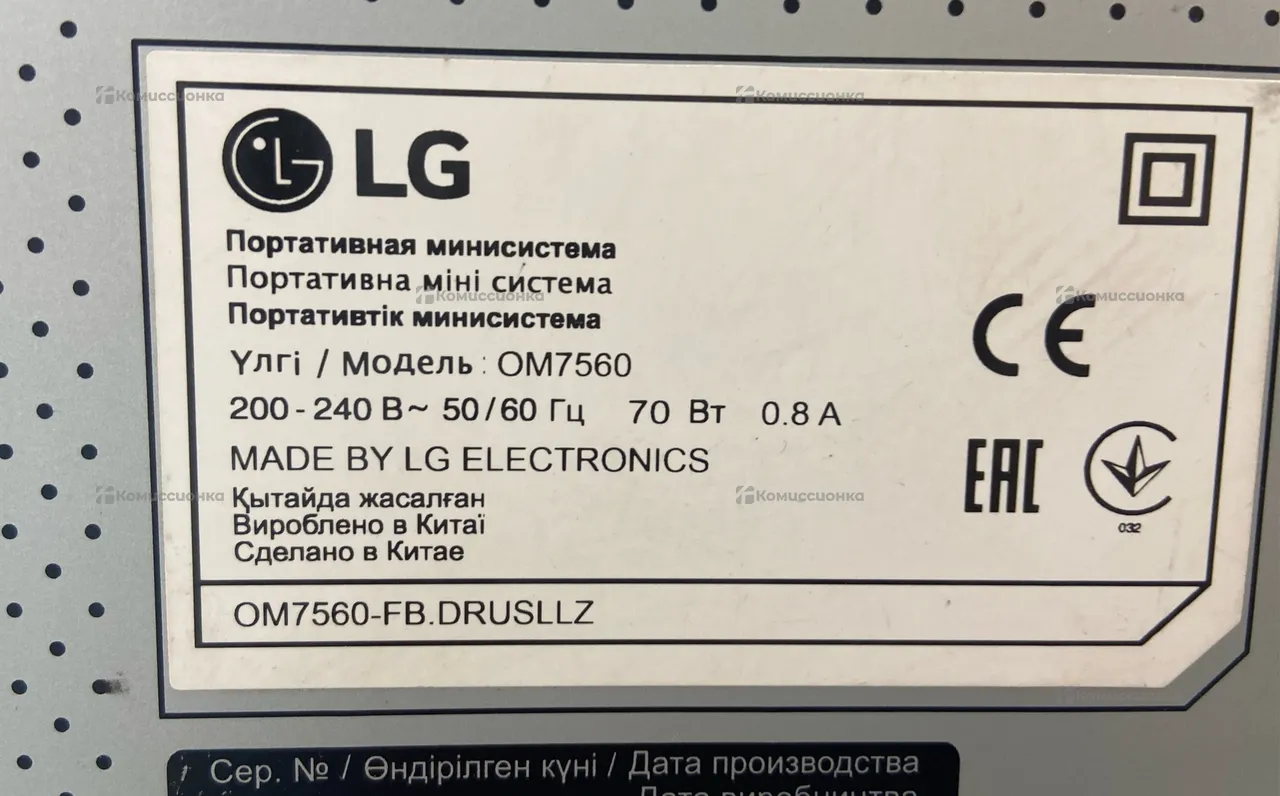 LG
Портативная минисистема
Портативна міні система
Портативтік минисистема
Үлгі / Модель : OM7560
200 - 240 В~ 50/60 Гц 70 Вт 0.8 A
MADE BY LG ELECTRONICS
Қытайда жасалған
Вироблено в Китаї
Сделано в Китае
CE
EAC
032
OM7560-FB.DRUSLLZ
Сер. № / Өндірілген күні / Дата производства
Дата виробництва
Комиссионка
Комиссионка
Комиссионка
Комиссионка
Комиссионка
Комиссионка